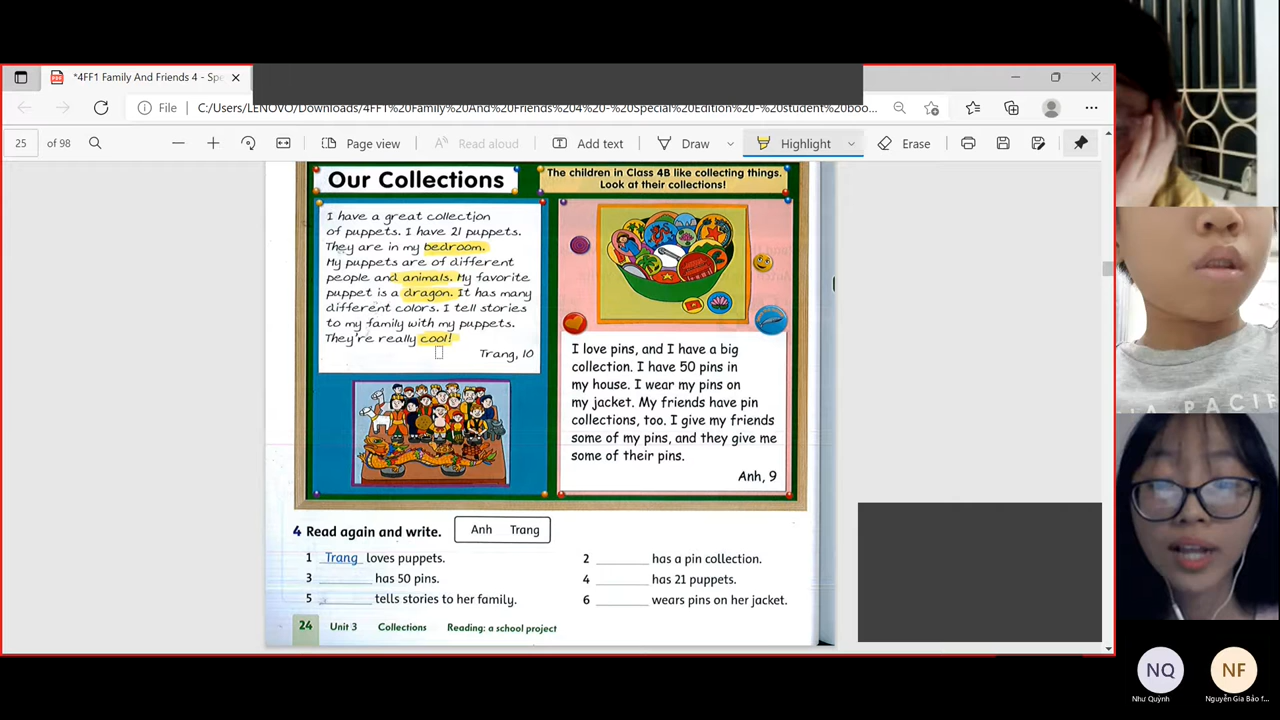 *4FF1 Family And Friends 4 - Spe
File
C:/Users/LENOVO/Downloads/4FF1%20Family%20And%20Friends%204%20-%20Special%20Edition%20-%20student%20boo...
25 of 98
Page view
Read aloud
Add text
Draw
Highlight
Erase
Our Collections
The children in Class 4B like collecting things.
Look at their collections!
I have a great collection
of puppets. I have 21 puppets.
They are in my bedroom.
My puppets are of different
people and animals. My favorite
puppet is a dragon. It has many
different colors. I tell stories
to my family with my puppets.
They're really cool!
Trang, 10
I love pins, and I have a big
collection. I have 50 pins in
my house. I wear my pins on
my jacket. My friends have pin
collections, too. I give my friends
some of my pins, and they give me
some of their pins.
Anh, 9
4 Read again and write.
Anh Trang
1 Trang loves puppets.
2 ______ has a pin collection.
3 ______ has 50 pins.
4 ______ has 21 puppets.
5 ______ tells stories to her family.
6 ______ wears pins on her jacket.
24 Unit 3 Collections Reading: a school project
NQ
Như Quỳnh
NF
Nguyễn Gia Bảo f...